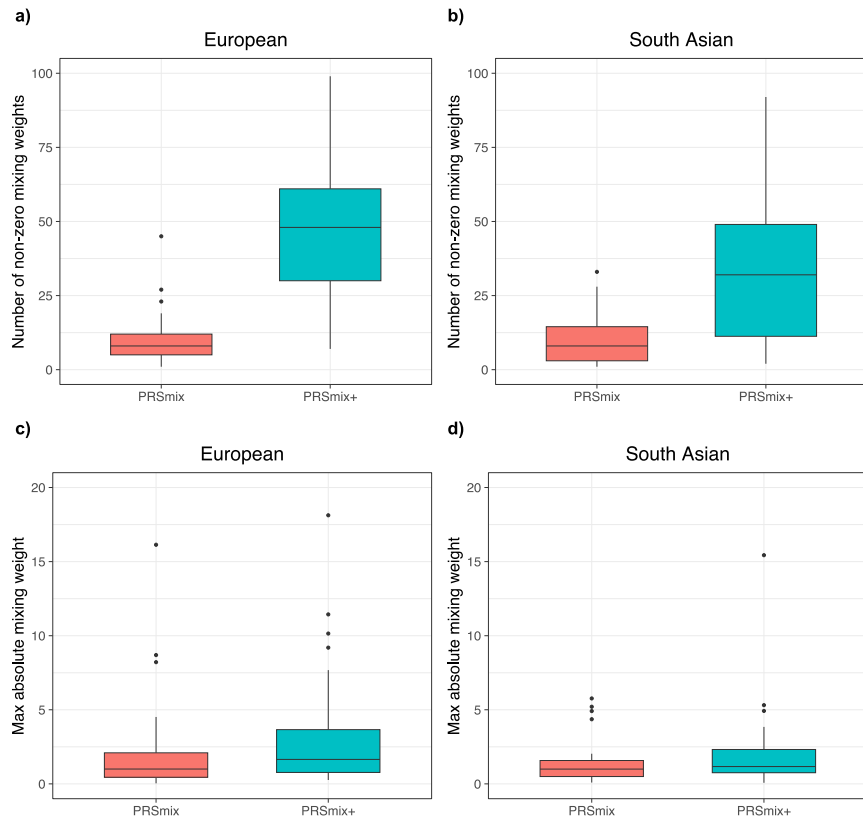 a)
European
Number of non-zero mixing weights
100
75
50
25
0
PRSmix
PRSmix+
b)
South Asian
Number of non-zero mixing weights
100
75
50
25
0
PRSmix
PRSmix+
c)
European
Max absolute mixing weight
20
15
10
5
0
PRSmix
PRSmix+
d)
South Asian
Max absolute mixing weight
20
15
10
5
0
PRSmix
PRSmix+